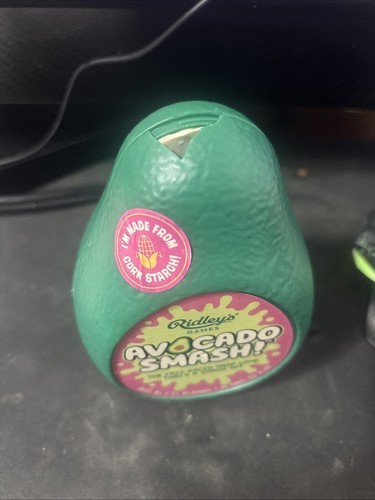 I'M MADE FROM
CORN STARCH!
Ridley's
GAMES
AVOCADO
SMASH!